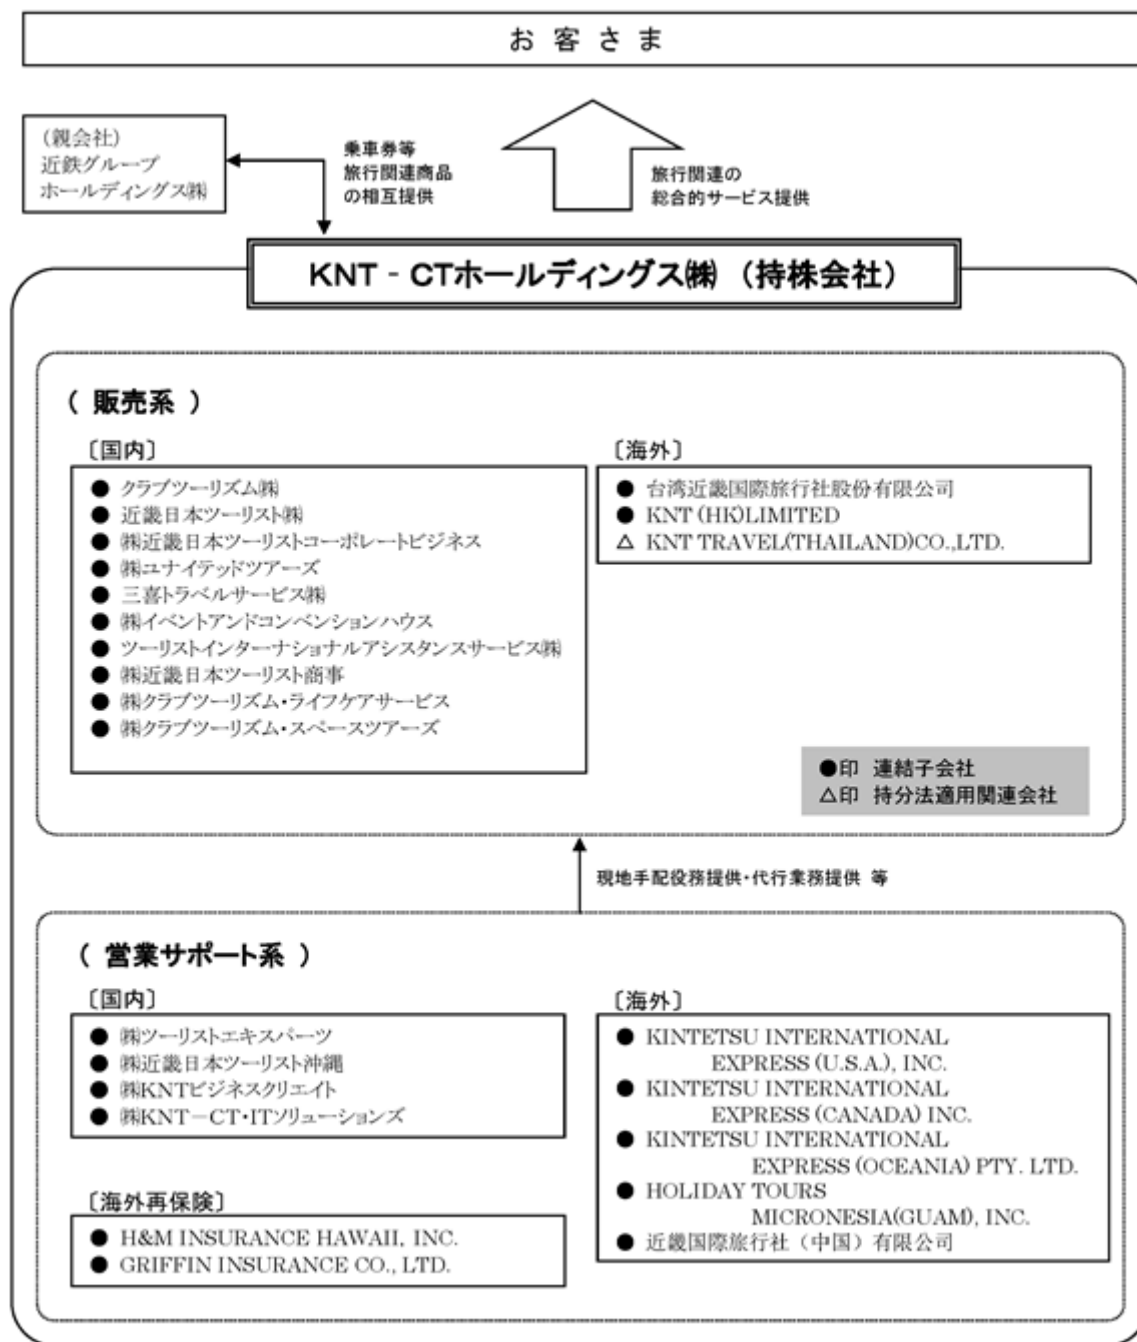 お 客 さ ま
(親会社)
近鉄グループ
ホールディングス㈱
乗車券等
旅行関連商品
の相互提供
旅行関連の
総合的サービス提供
KNT‐CTホールディングス㈱ (持株会社)
( 販売系 )
〔国内〕
● クラブツーリズム㈱
● 近畿日本ツーリスト㈱
● ㈱近畿日本ツーリストコーポレートビジネス
● ㈱ユナイテッドツアーズ
● 三喜トラベルサービス㈱
● ㈱イベントアンドコンベンションハウス
● ツーリストインターナショナルアシスタンスサービス㈱
● ㈱近畿日本ツーリスト商事
● ㈱クラブツーリズム・ライフケアサービス
● ㈱クラブツーリズム・スペースツアーズ
〔海外〕
● 台湾近畿国際旅行社股份有限公司
● KNT (HK)LIMITED
△ KNT TRAVEL(THAILAND)CO.,LTD.
●印 連結子会社
△印 持分法適用関連会社
現地手配役務提供・代行業務提供 等
( 営業サポート系 )
〔国内〕
● ㈱ツーリストエキスパーツ
● ㈱近畿日本ツーリスト沖縄
● ㈱KNTビジネスクリエイト
● ㈱KNT－CT・ITソリューションズ
〔海外再保険〕
● H&M INSURANCE HAWAII, INC.
● GRIFFIN INSURANCE CO., LTD.
〔海外〕
● KINTETSU INTERNATIONAL
EXPRESS (U.S.A.), INC.
● KINTETSU INTERNATIONAL
EXPRESS (CANADA) INC.
● KINTETSU INTERNATIONAL
EXPRESS (OCEANIA) PTY. LTD.
● HOLIDAY TOURS
MICRONESIA(GUAM), INC.
● 近畿国際旅行社（中国）有限公司